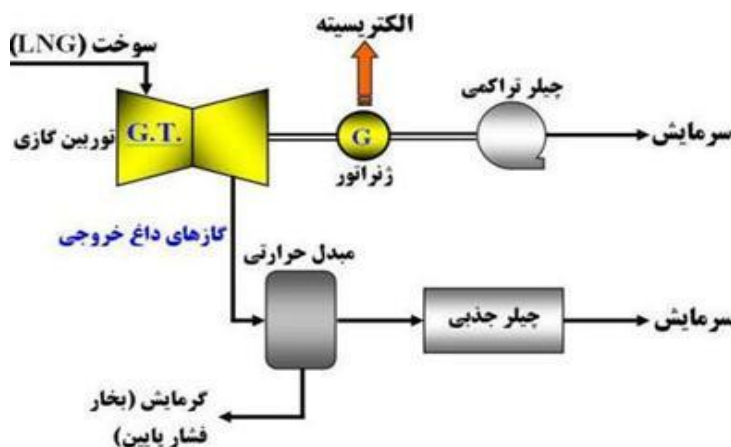 الکتریسیته
سوخت (LNG)
چیلر تراکمی
G.T.
توربین گازی
G
سرمایش
ژنراتور
گازهای داغ خروجی
مبدل حرارتی
چیلر جذبی
سرمایش
گرمایش (بخار
فشار پایین)